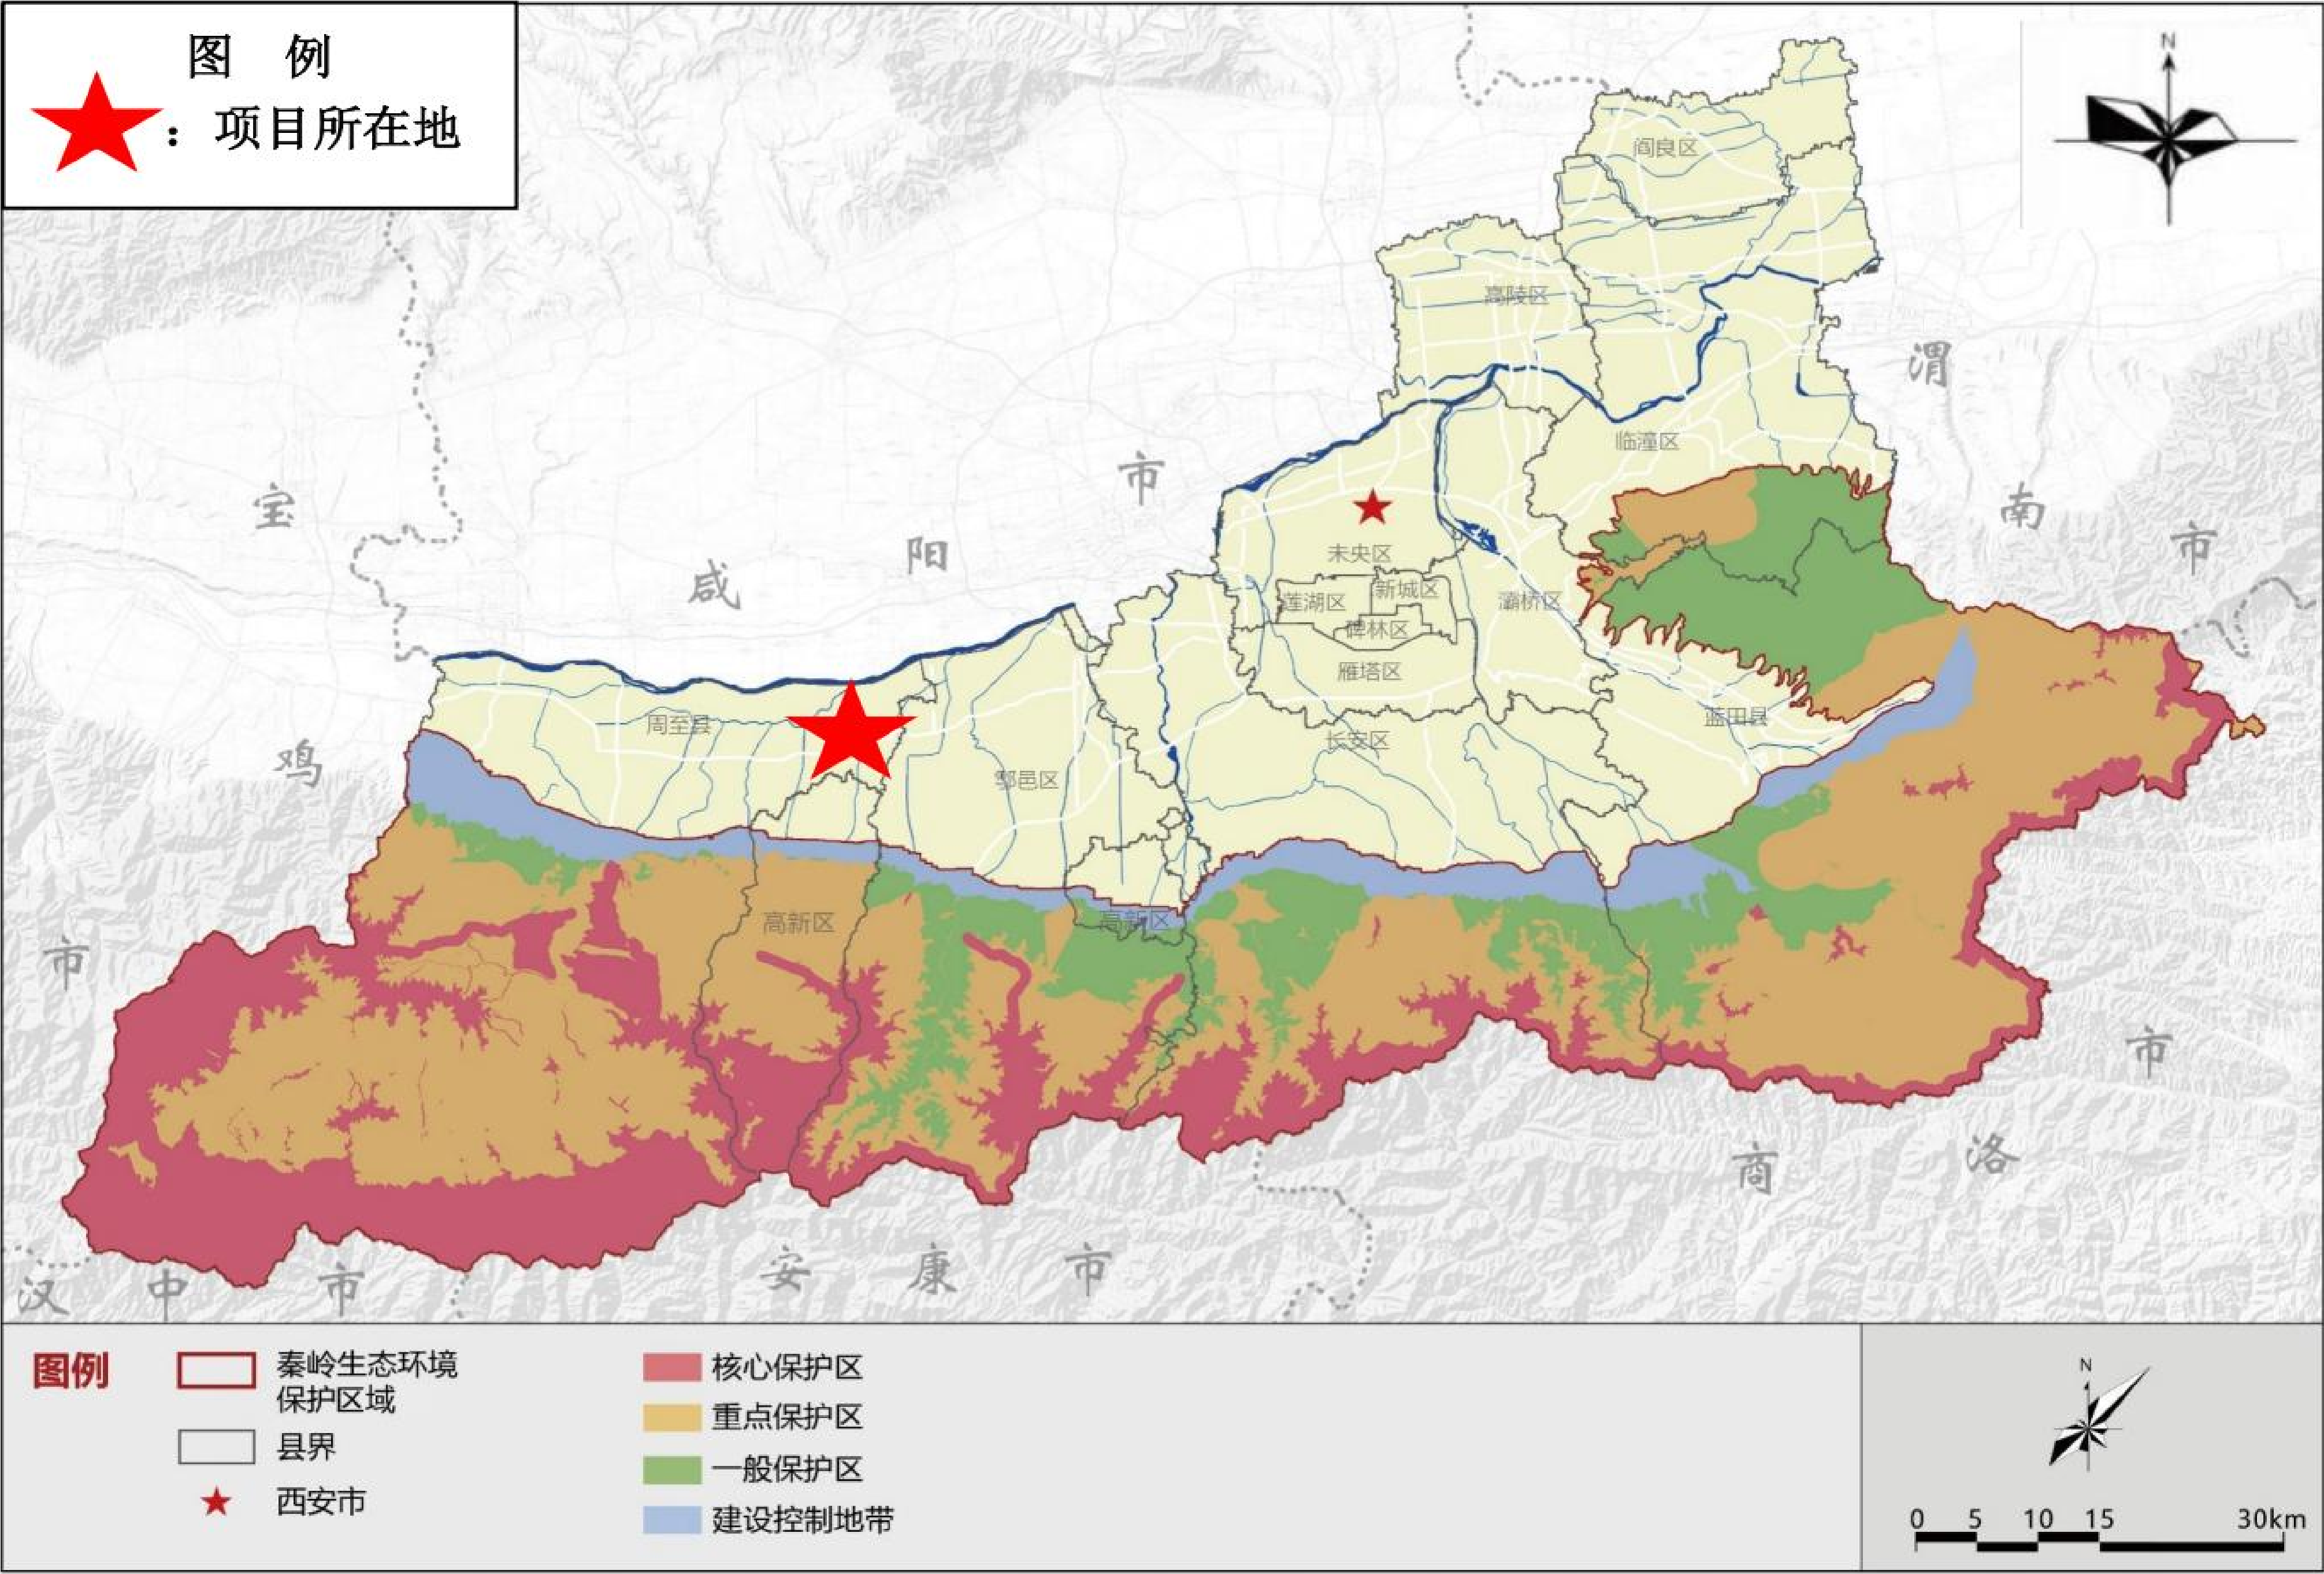 图 例
：项目所在地
N
阎良区
高陵区
渭
南
市
临潼区
宝
鸡
市
咸
阳
市
未央区
新城区
莲湖区
灞桥区
碑林区
雁塔区
蓝田县
周至县
长安区
鄠邑区
高新区
高新区
商
洛
市
安 康 市
汉 中 市
图例
秦岭生态环境
保护区域
县界
西安市
核心保护区
重点保护区
一般保护区
建设控制地带
N
0 5 10 15 30km